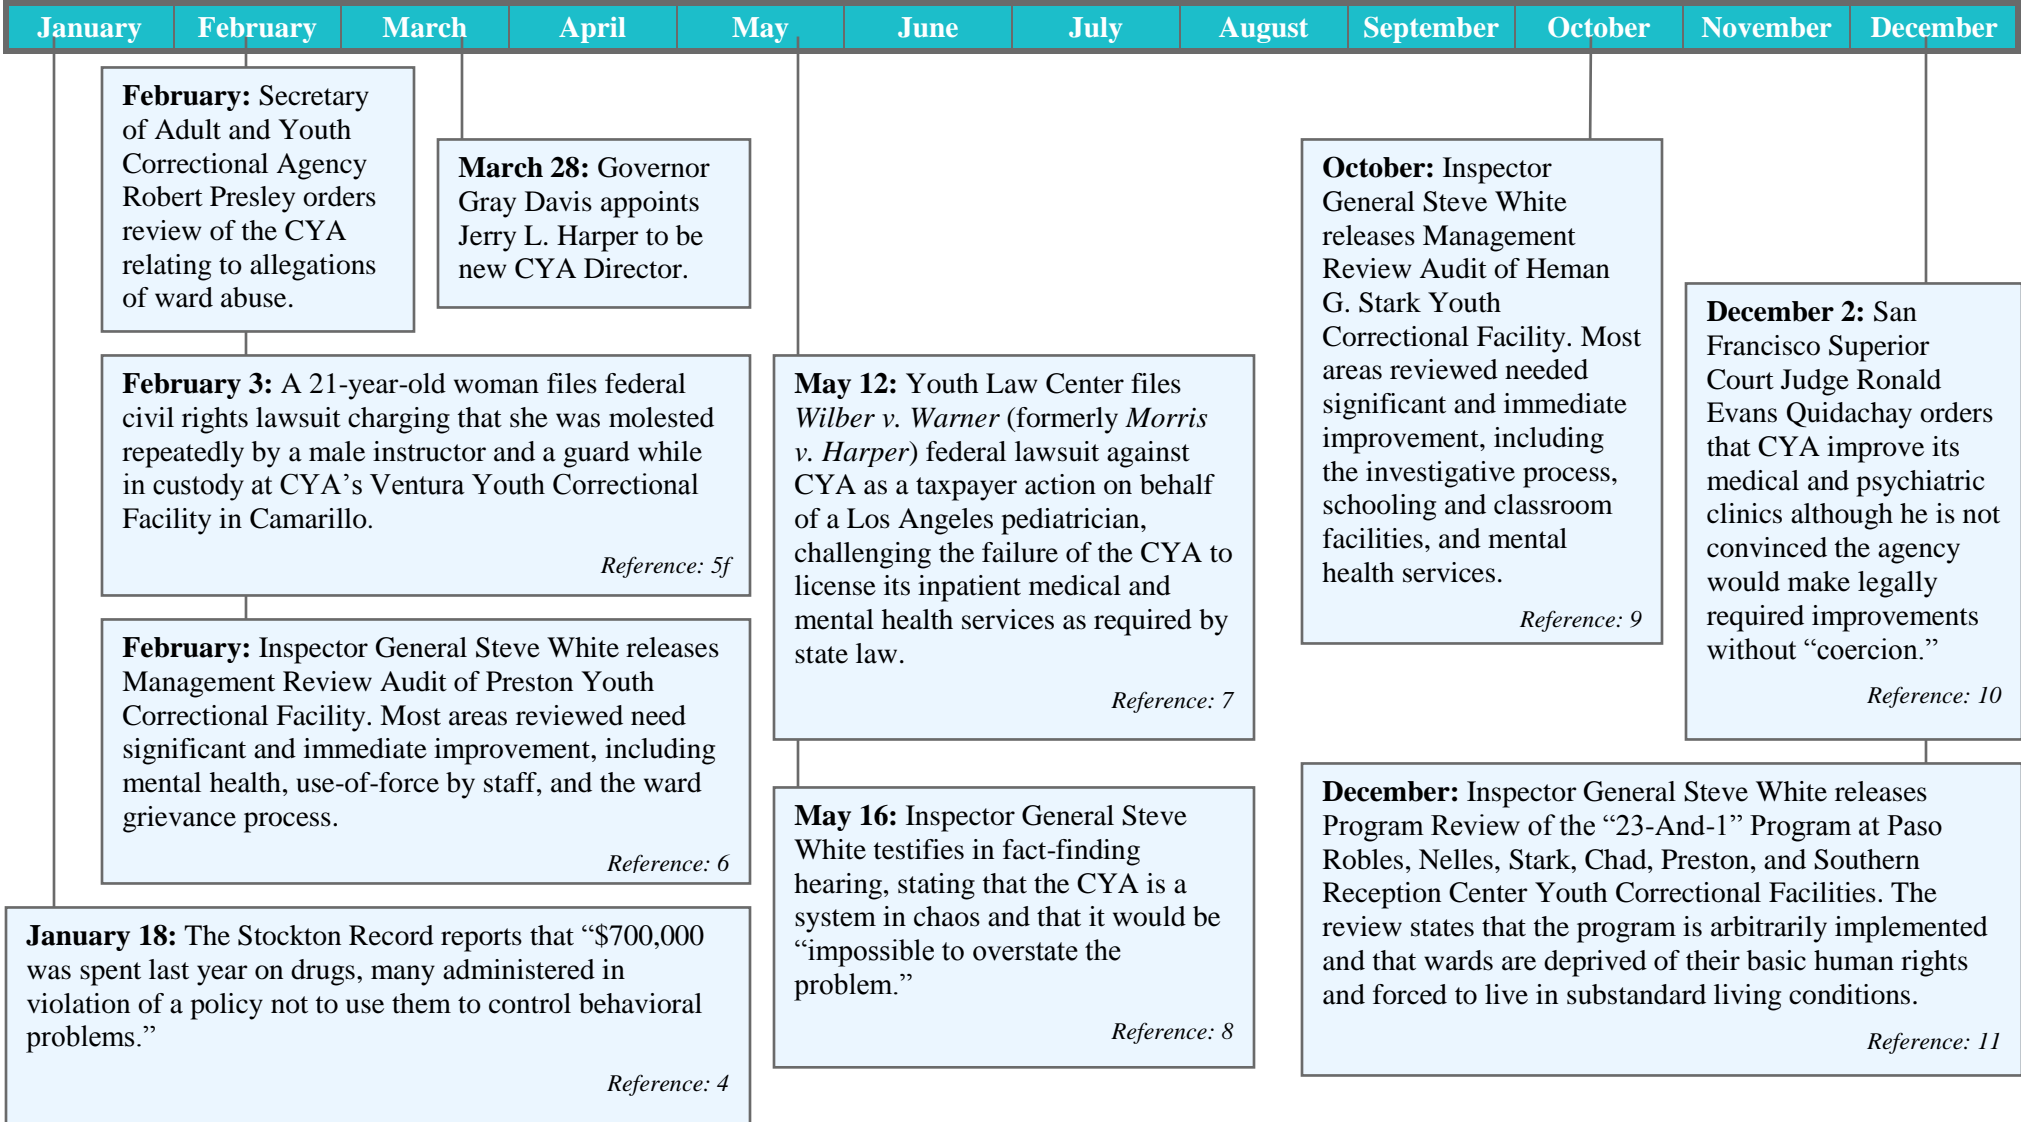 January February March April May June July August September October November December
February: Secretary
of Adult and Youth
Correctional Agency
Robert Presley orders
review of the CYA
relating to allegations
of ward abuse.
March 28: Governor
Gray Davis appoints
Jerry L. Harper to be
new CYA Director.
February 3: A 21-year-old woman files federal
civil rights lawsuit charging that she was molested
repeatedly by a male instructor and a guard while
in custody at CYA’s Ventura Youth Correctional
Facility in Camarillo.
Reference: 5f
February: Inspector General Steve White releases
Management Review Audit of Preston Youth
Correctional Facility. Most areas reviewed need
significant and immediate improvement, including
mental health, use-of-force by staff, and the ward
grievance process.
Reference: 6
January 18: The Stockton Record reports that “$700,000
was spent last year on drugs, many administered in
violation of a policy not to use them to control behavioral
problems.”
Reference: 4
May 12: Youth Law Center files
Wilber v. Warner (formerly Morris
v. Harper) federal lawsuit against
CYA as a taxpayer action on behalf
of a Los Angeles pediatrician,
challenging the failure of the CYA to
license its inpatient medical and
mental health services as required by
state law.
Reference: 7
May 16: Inspector General Steve
White testifies in fact-finding
hearing, stating that the CYA is a
system in chaos and that it would be
“impossible to overstate the
problem.”
Reference: 8
October: Inspector
General Steve White
releases Management
Review Audit of Heman
G. Stark Youth
Correctional Facility. Most
areas reviewed needed
significant and immediate
improvement, including
the investigative process,
schooling and classroom
facilities, and mental
health services.
Reference: 9
December 2: San
Francisco Superior
Court Judge Ronald
Evans Quidachay orders
that CYA improve its
medical and psychiatric
clinics although he is not
convinced the agency
would make legally
required improvements
without “coercion.”
Reference: 10
December: Inspector General Steve White releases
Program Review of the “23-And-1” Program at Paso
Robles, Nelles, Stark, Chad, Preston, and Southern
Reception Center Youth Correctional Facilities. The
review states that the program is arbitrarily implemented
and that wards are deprived of their basic human rights
and forced to live in substandard living conditions.
Reference: 11